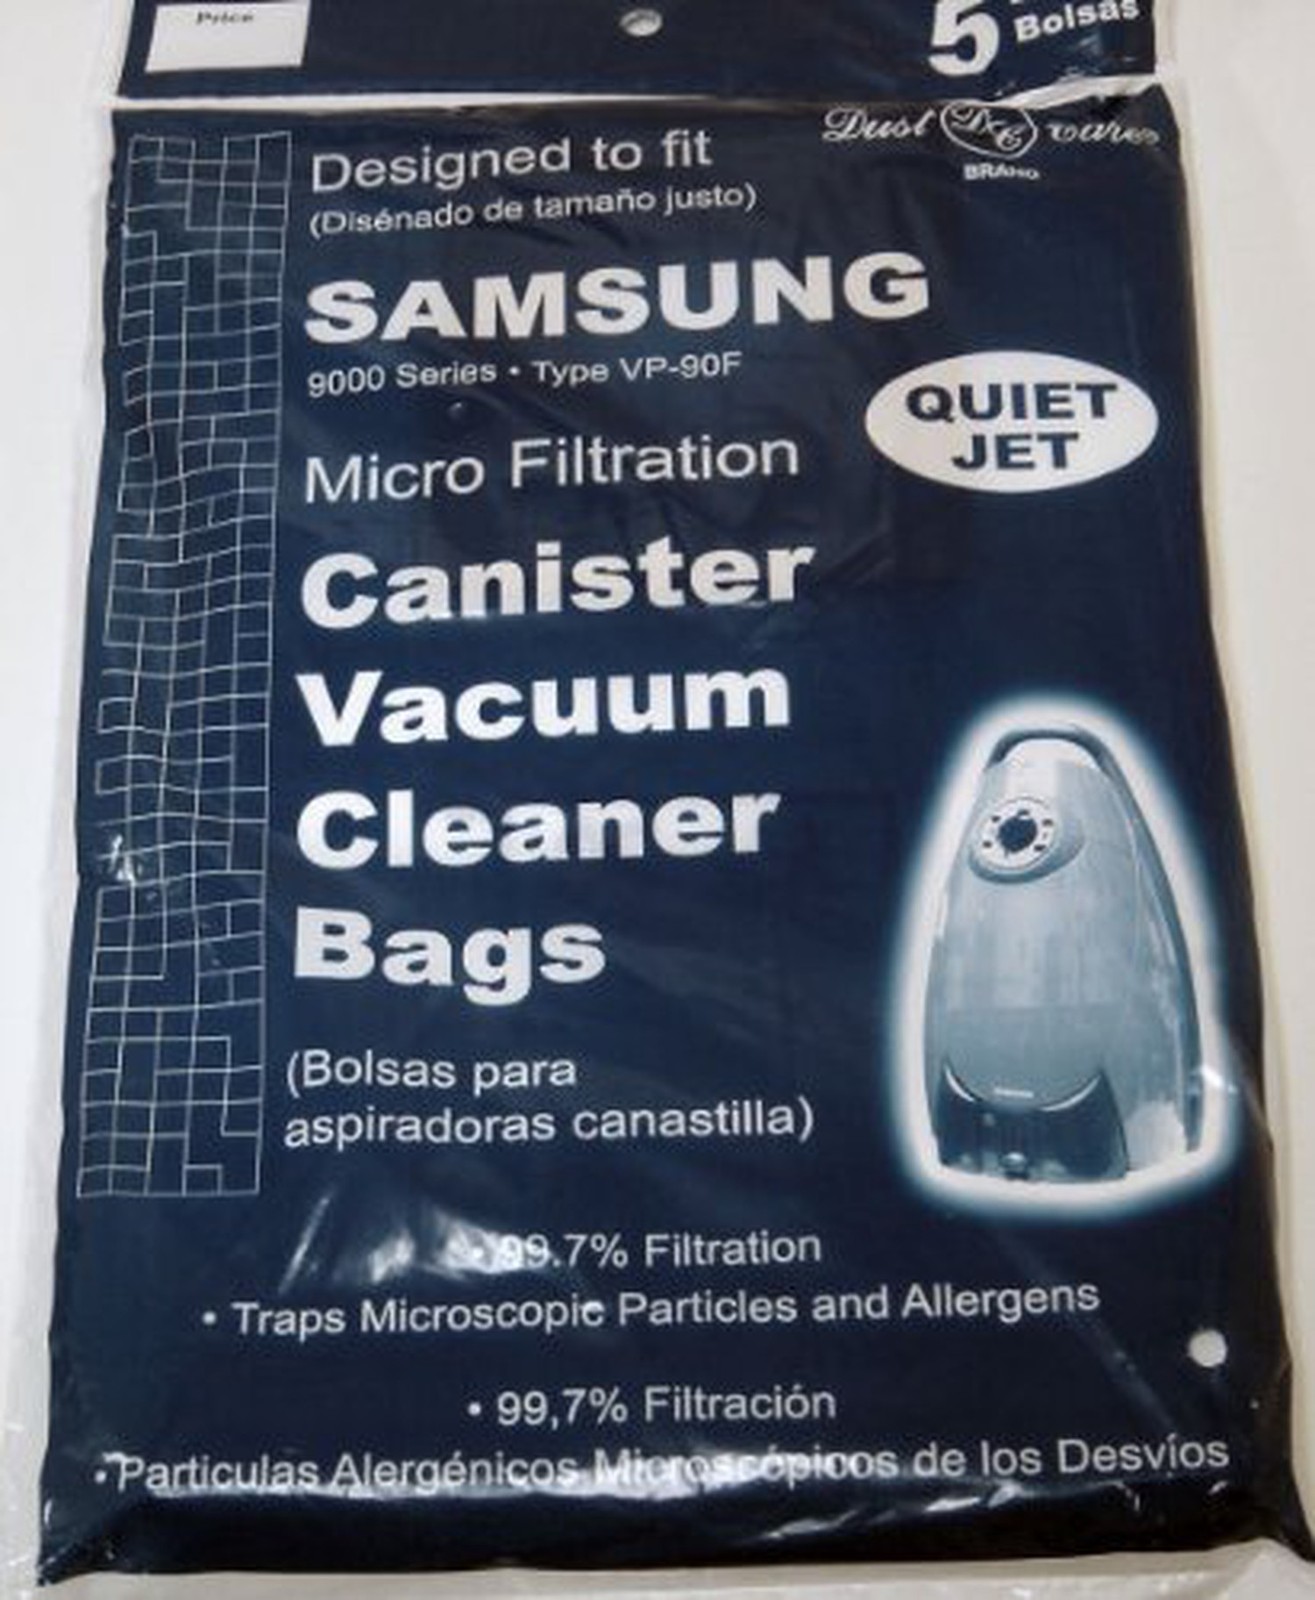 Price
5 Bolsas
Dust DC Care
BRAND
Designed to fit
(Disénado de tamaño justo)
SAMSUNG
9000 Series • Type VP-90F
QUIET
JET
Micro Filtration
Canister
Vacuum
Cleaner
Bags
(Bolsas para
aspiradoras canastilla)
• 99.7% Filtration
• Traps Microscopic Particles and Allergens
• 99,7% Filtración
• Particulas Alergénicos Microscópicos de los Desvíos